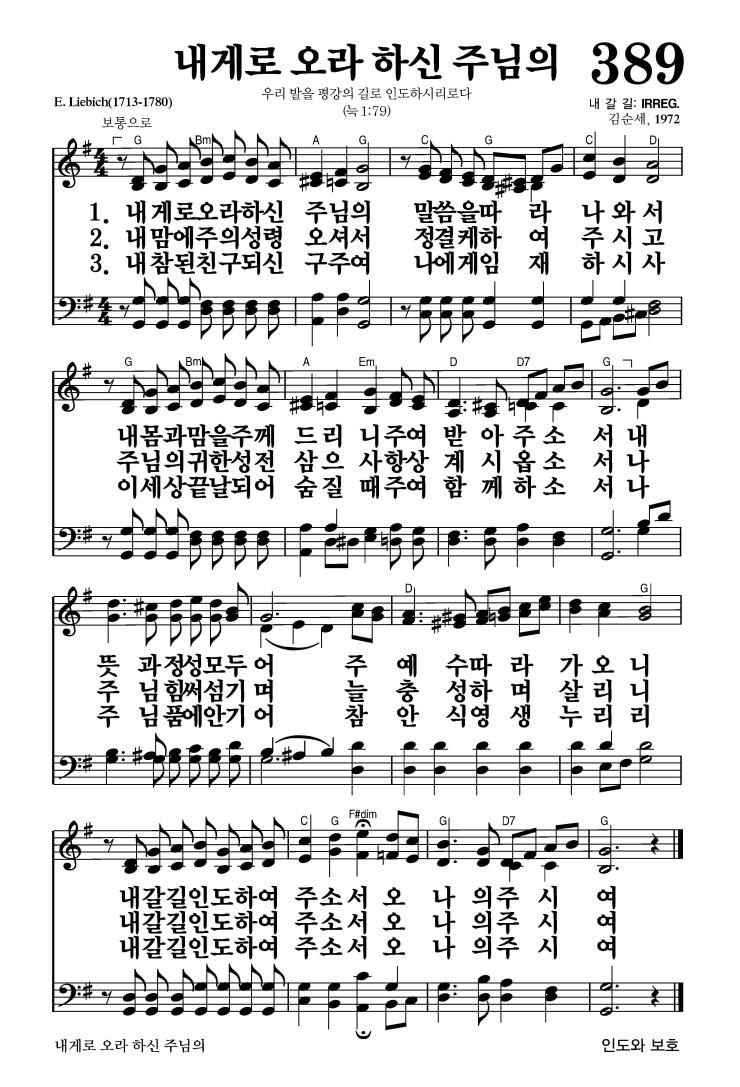 내게로 오라 하신 주님의 389
우리 발을 평강의 길로 인도하시리로다
E. Liebich(1713-1780) (눅 1:79) 내 갈 길: IRREG.
보통으로 김순세, 1972
G Bm A G C G C D
4 4
1. 내게로오라하신 주님의 말씀을따 라 나와서
2. 내맘에주의성령 오셔서 정결케하 여 주시고
3. 내참된친구되신 구주여 나에게임 재 하시사
4 4
G Bm A Em D D7 G
내몸과맘을주께 드리 니주여 받아주소 서내
주님의귀한성전 삼으 사항상 계시옵소 서나
이세상끝날되어 숨질 때주여 함께하소 서나
D G
뜻 과정성모두어 주 예 수따 라 가오니
주 님힘써섬기며 늘 충 성하 며 살리니
주 님품에안기어 참 안 식영 생 누리리
C G F#dim G D7 G
내갈길인도하여 주소서오 나 의주 시 여
내갈길인도하여 주소서오 나 의주 시 여
내갈길인도하여 주소서오 나 의주 시 여
내게로 오라 하신 주님의 인도와 보호